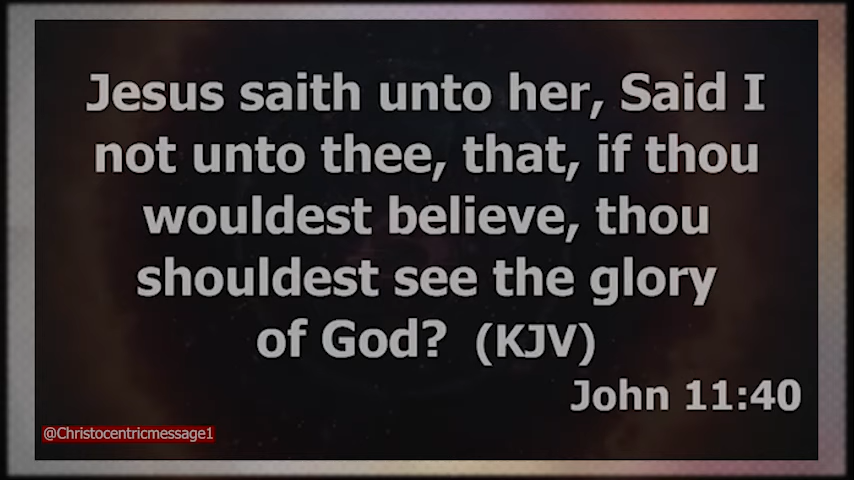 Jesus saith unto her, Said I
not unto thee, that, if thou
wouldest believe, thou
shouldest see the glory
of God? (KJV)
John 11:40
@Christocentricmessage1